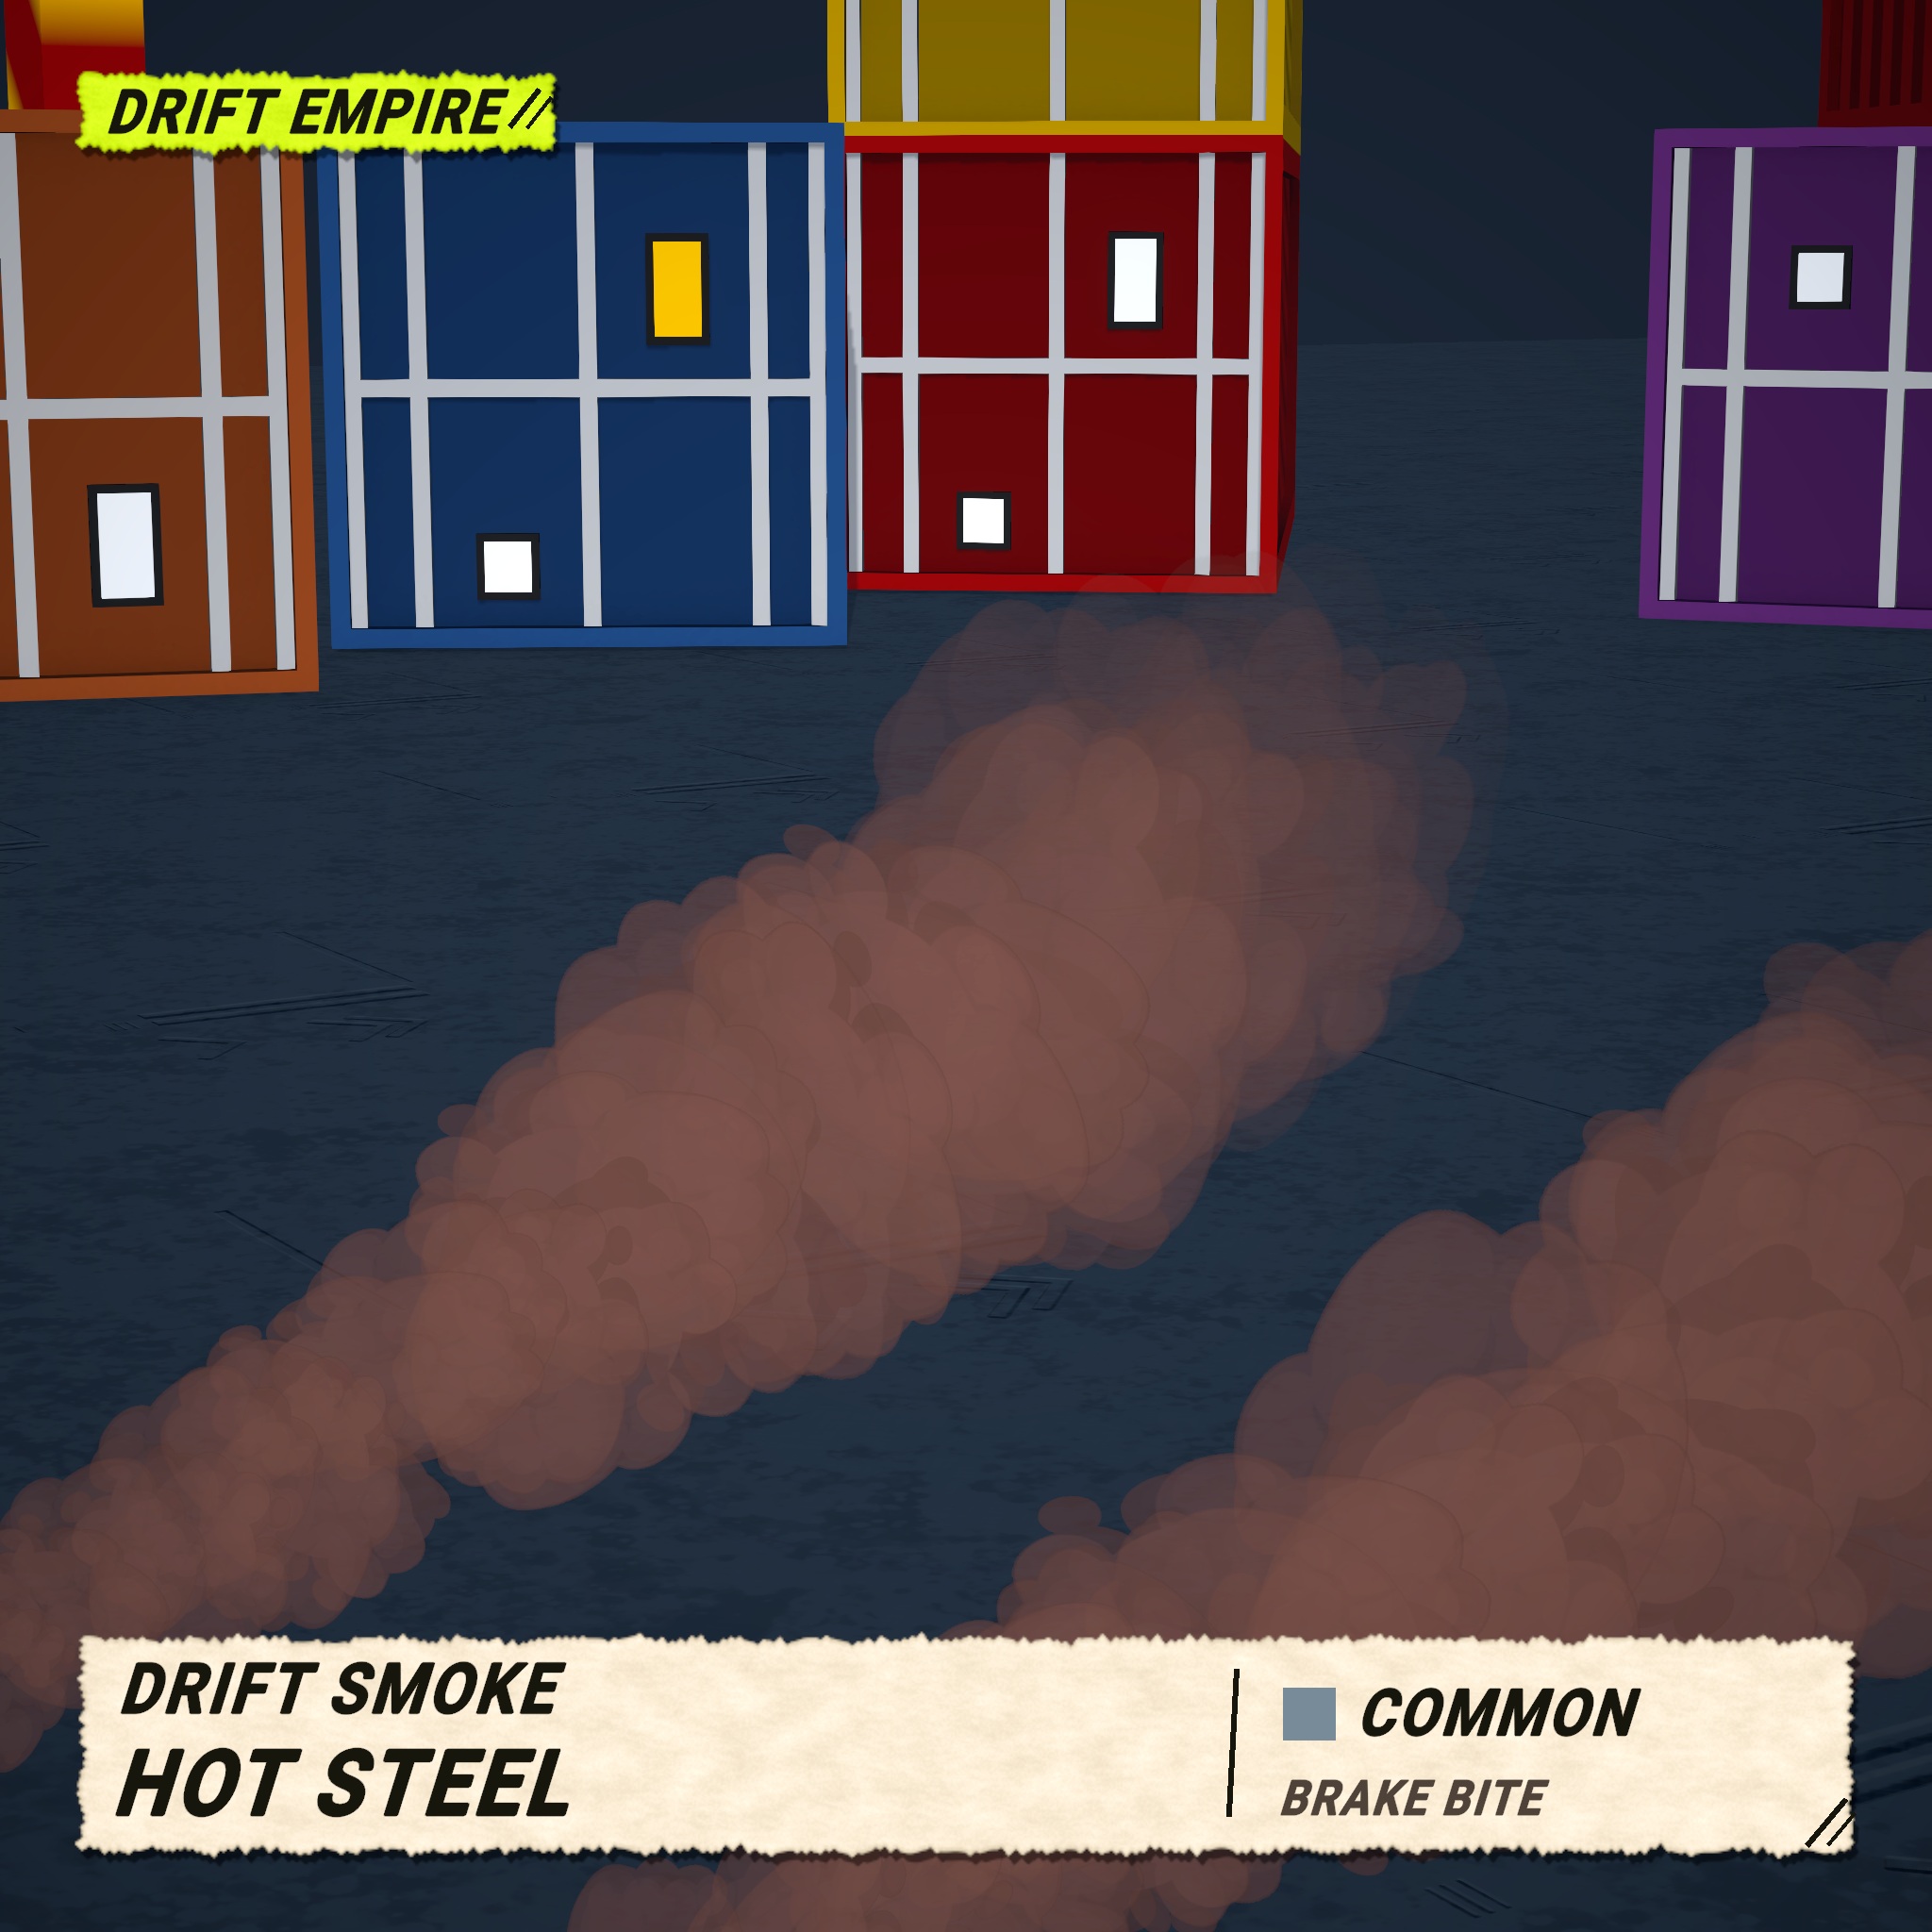 DRIFT EMPIRE//
DRIFT SMOKE
HOT STEEL
COMMON
BRAKE BITE